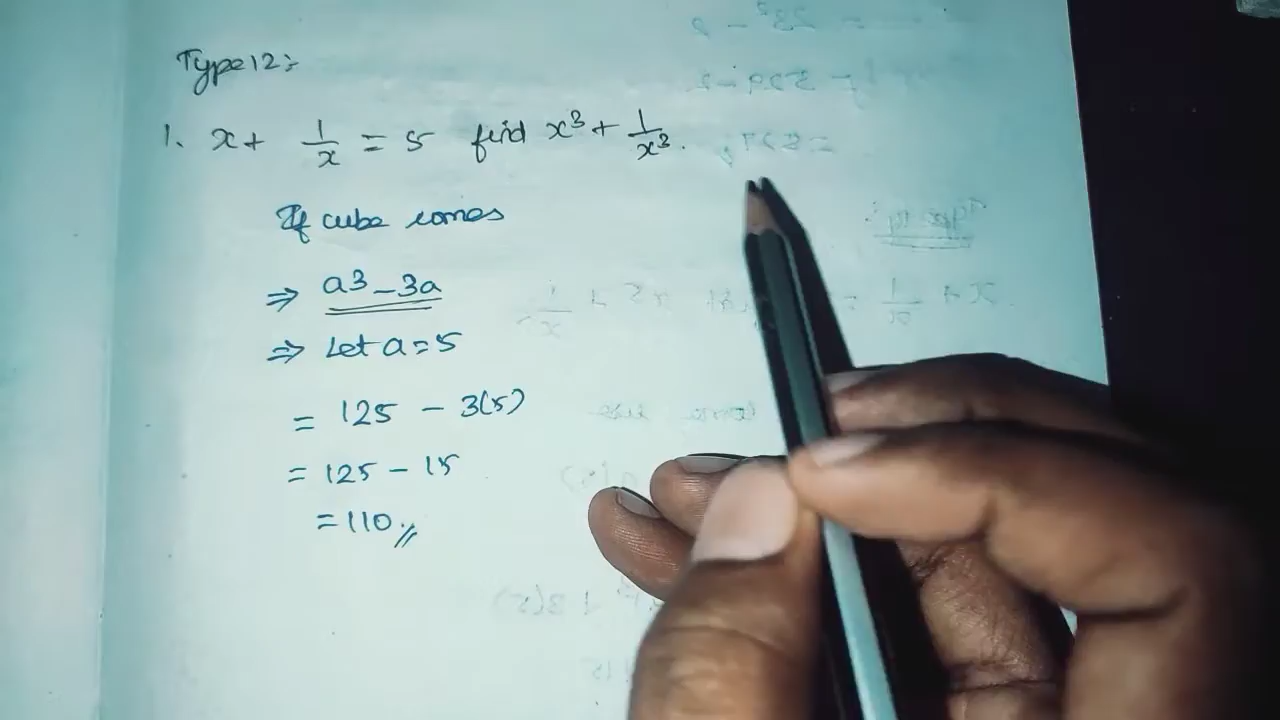 Type 12:
1. x + 1/x = 5 find x³ + 1/x³.
If cube comes
⇒ a³ - 3a
⇒ Let a = 5
= 125 - 3(5)
= 125 - 15
= 110 //